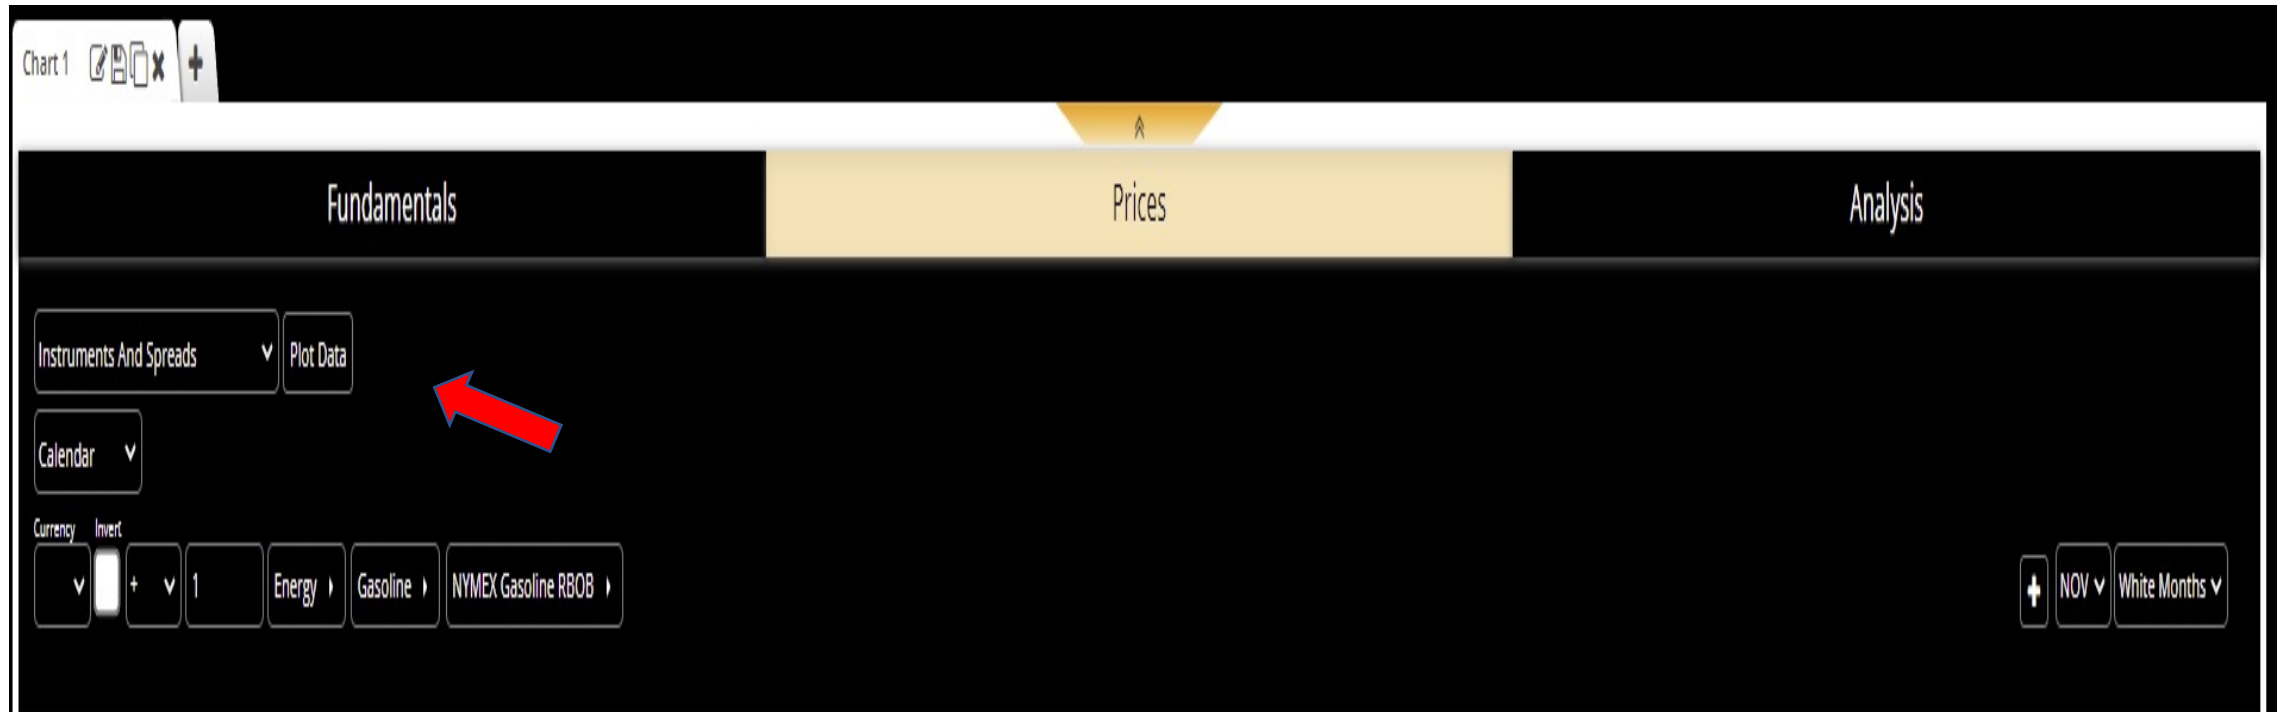 Chart 1
Fundamentals Prices Analysis
Instruments And Spreads Plot Data
Calendar
Currency Invert
+ 1 Energy Gasoline NYMEX Gasoline RBOB NOV White Months